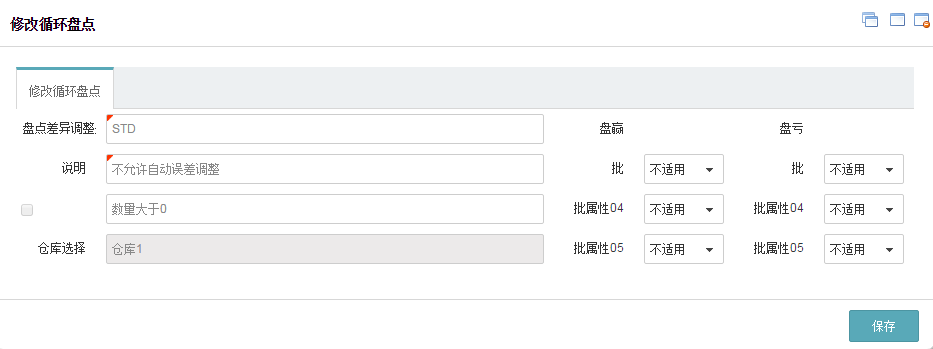 修改循环盘点
修改循环盘点
盘点差异调整: STD 盘赢 盘亏
说明 不允许自动误差调整 批 不适用 批 不适用
数量大于0 批属性04 不适用 批属性04 不适用
仓库选择 仓库1 批属性05 不适用 批属性05 不适用
保存